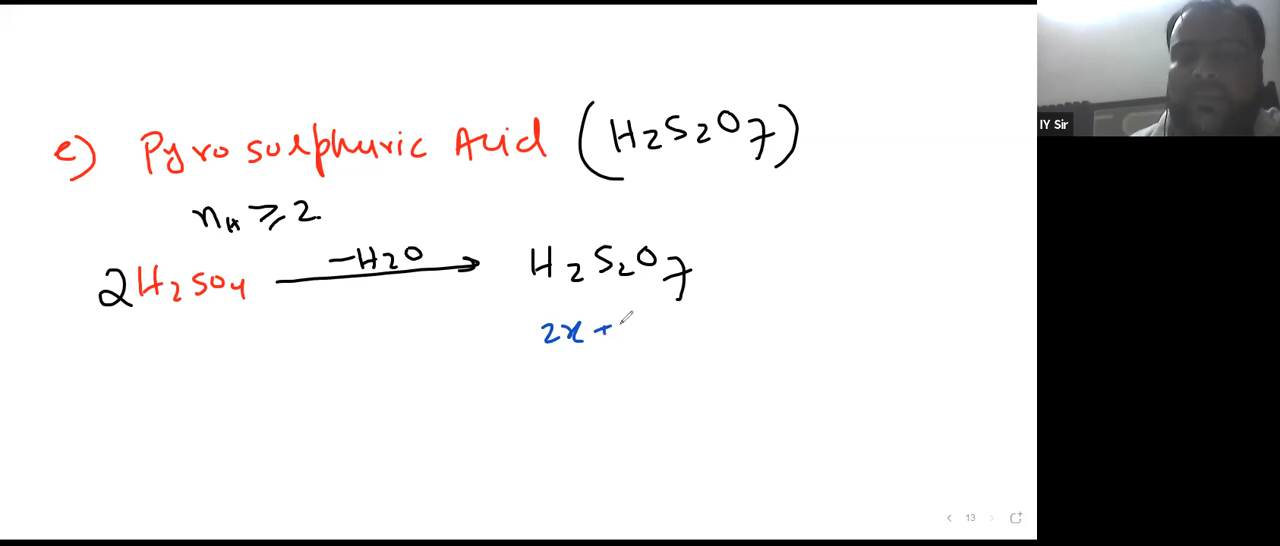 e) Pyrosulphuric Acid (H2S2O7)
nH ⩾ 2.
2H2SO4 —H2O→ H2S2O7
2x +
IY Sir
13